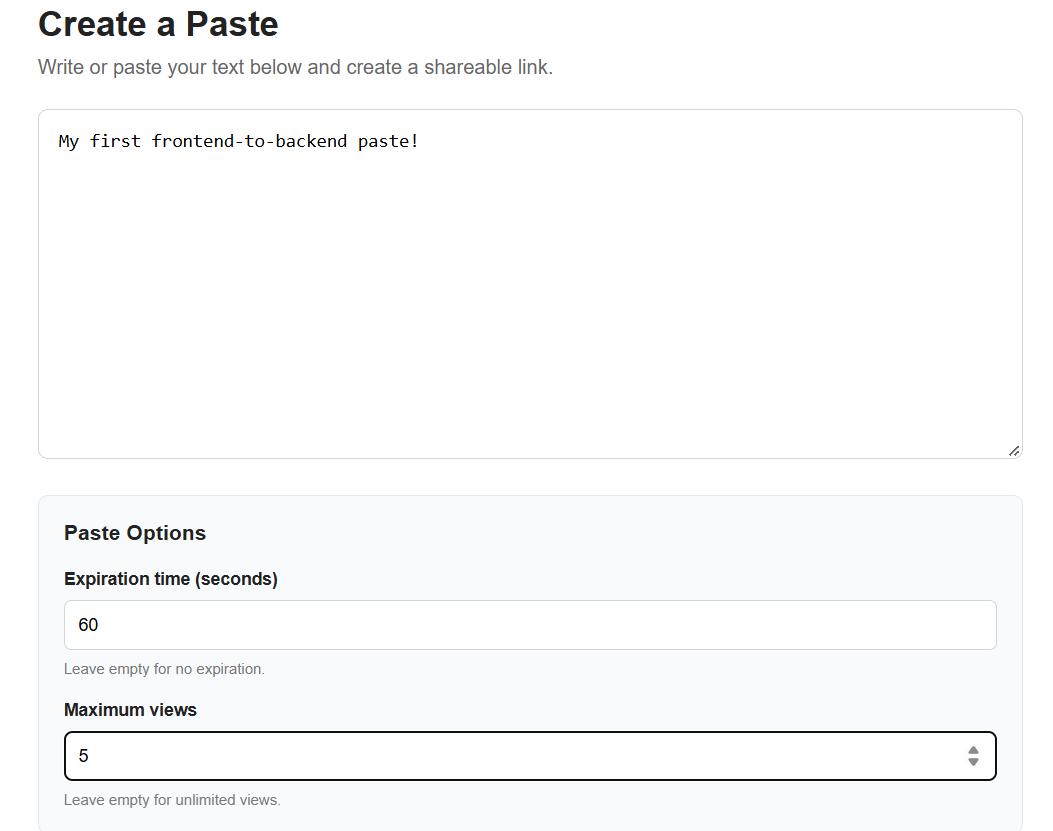 Create a Paste
Write or paste your text below and create a shareable link.
My first frontend-to-backend paste!
Paste Options
Expiration time (seconds)
60
Leave empty for no expiration.
Maximum views
5
Leave empty for unlimited views.